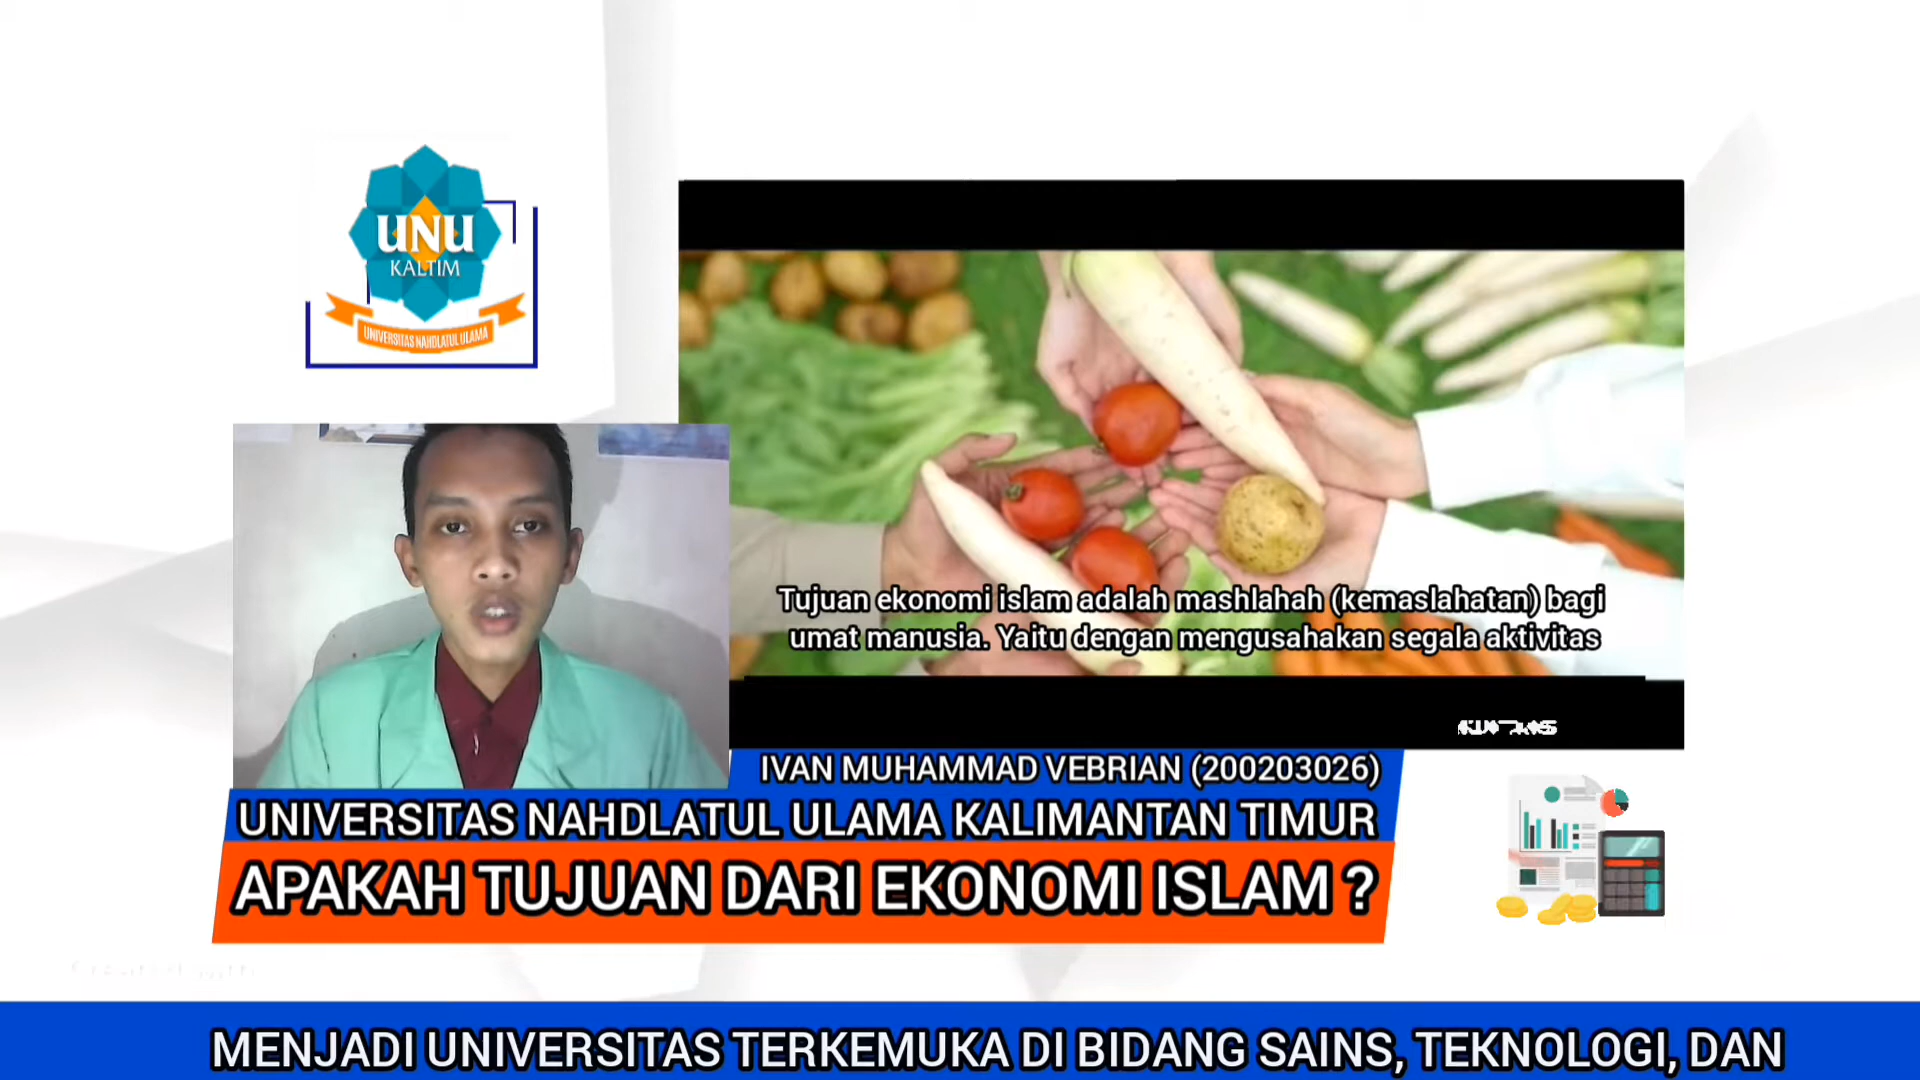 UNU
KALTIM
UNIVERSITAS NAHDLATUL ULAMA
Tujuan ekonomi islam adalah mashlahah (kemaslahatan) bagi
umat manusia. Yaitu dengan mengusahakan segala aktivitas
IVAN MUHAMMAD VEBRIAN (200203026)
UNIVERSITAS NAHDLATUL ULAMA KALIMANTAN TIMUR
APAKAH TUJUAN DARI EKONOMI ISLAM ?
MENJADI UNIVERSITAS TERKEMUKA DI BIDANG SAINS, TEKNOLOGI, DAN